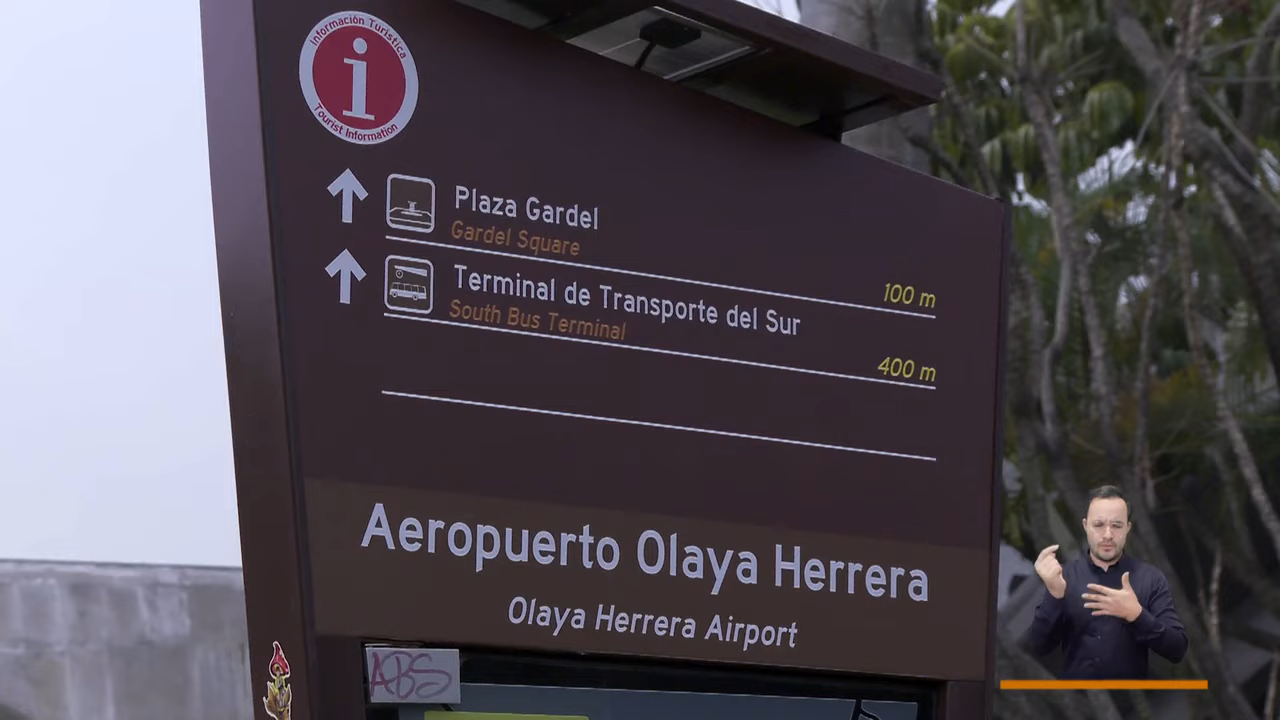 Información Turística
i
Tourist Information
Plaza Gardel
Gardel Square
100 m
Terminal de Transporte del Sur
South Bus Terminal
400 m
Aeropuerto Olaya Herrera
Olaya Herrera Airport
ABS